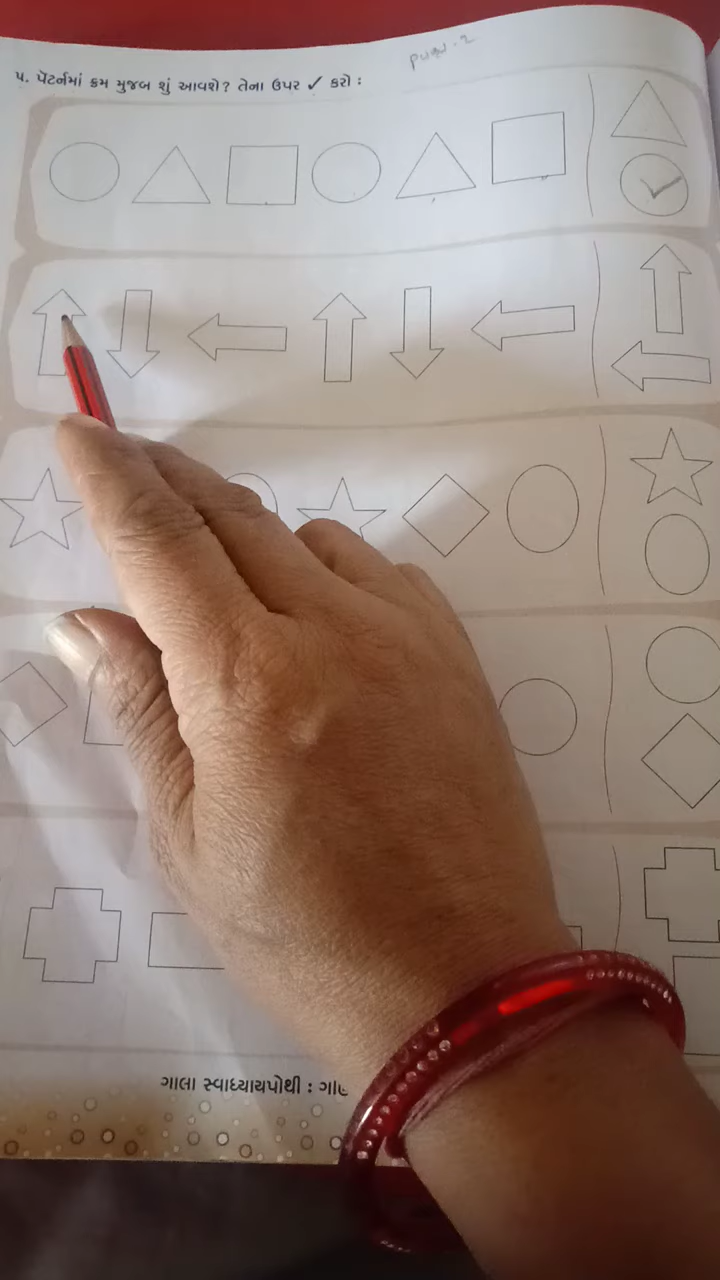 ૫. પૅટર્નમાં ક્રમ મુજબ શું આવશે? તેના ઉપર ✓ કરો :
ગાલા સ્વાધ્યાયપોથી :